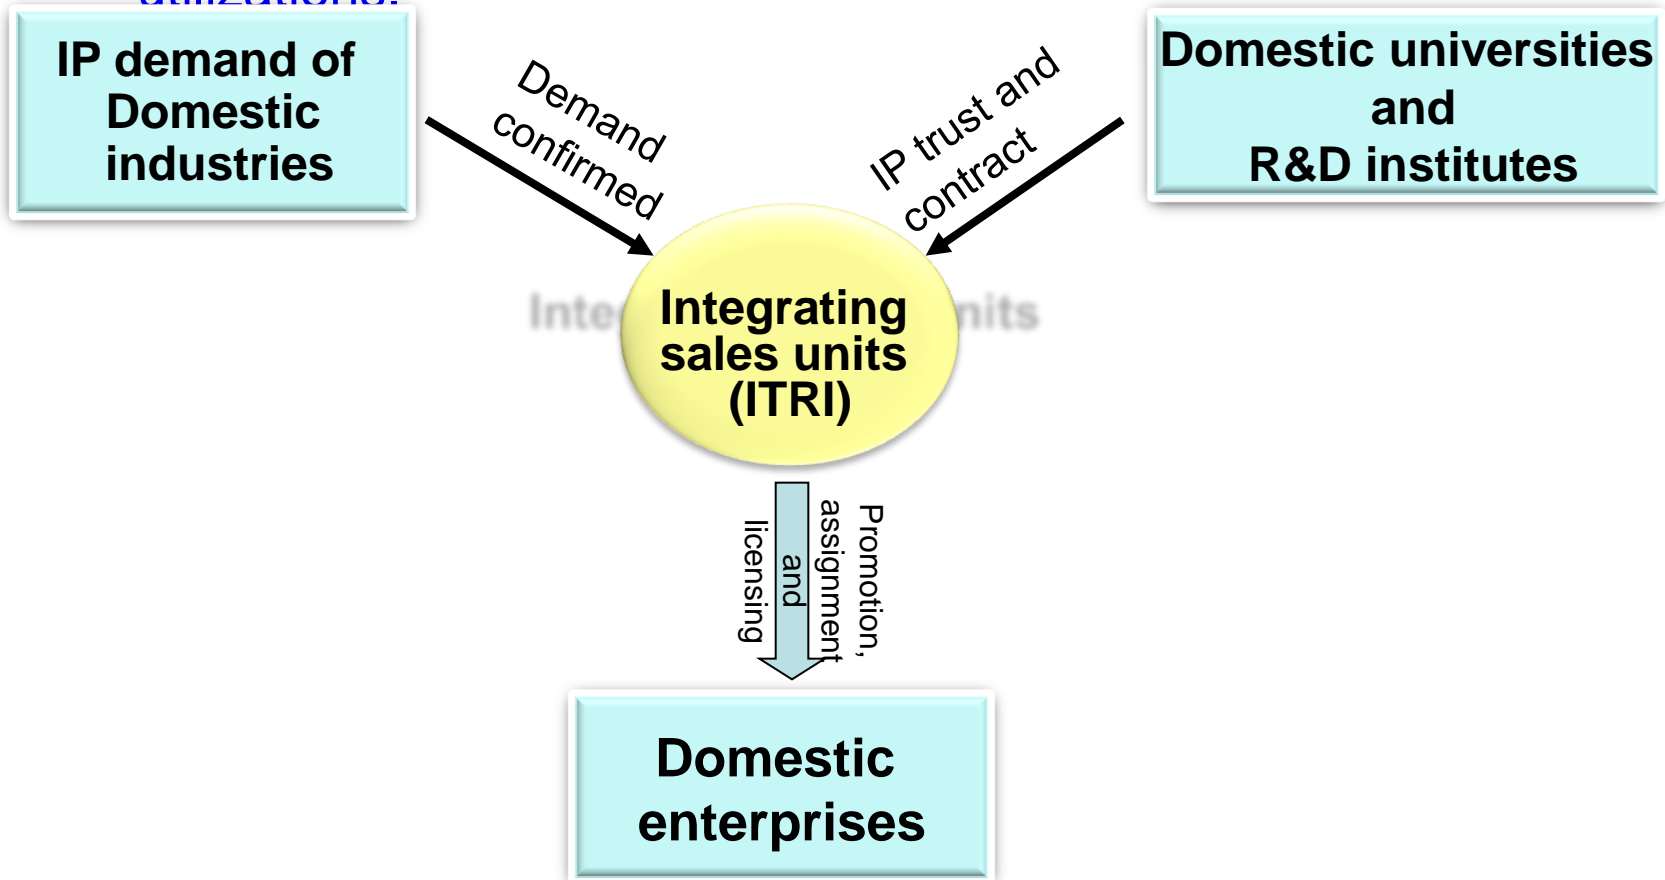 utilizations.
IP demand of
Domestic
industries
Demand
confirmed
IP trust and
contract
Domestic universities
and
R&D institutes
Integrating
sales units
(ITRI)
Promotion,
assignment
and
licensing
Domestic
enterprises